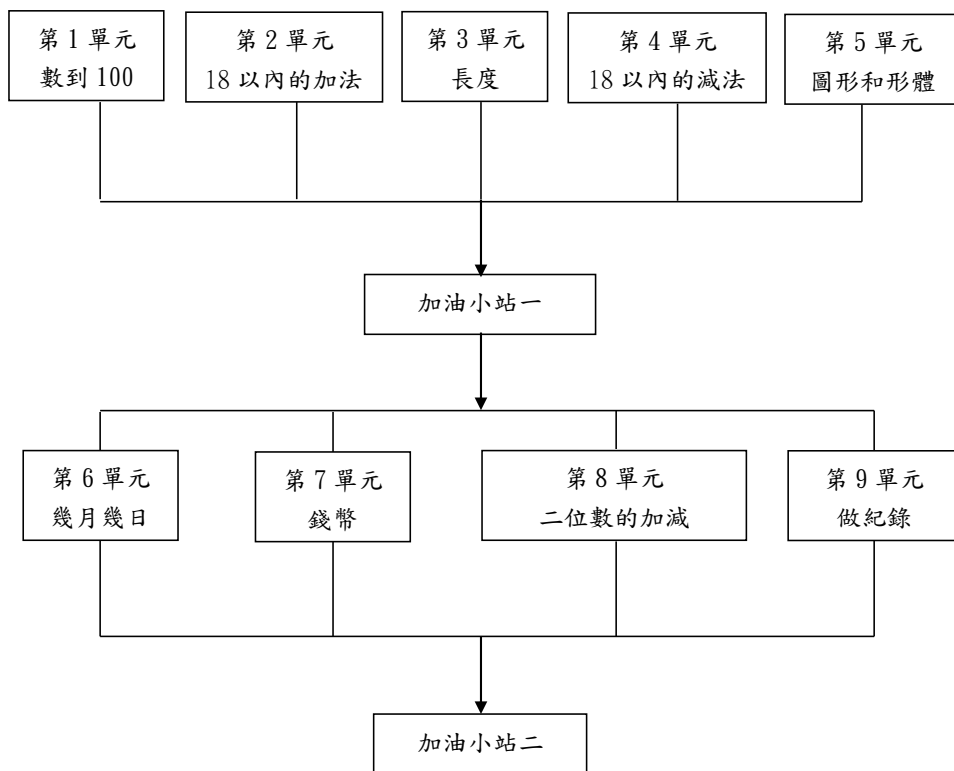 第 1 單元
數到 100
第 2 單元
18 以內的加法
第 3 單元
長度
第 4 單元
18 以內的減法
第 5 單元
圖形和形體
加油小站一
第 6 單元
幾月幾日
第 7 單元
錢幣
第 8 單元
二位數的加減
第 9 單元
做紀錄
加油小站二